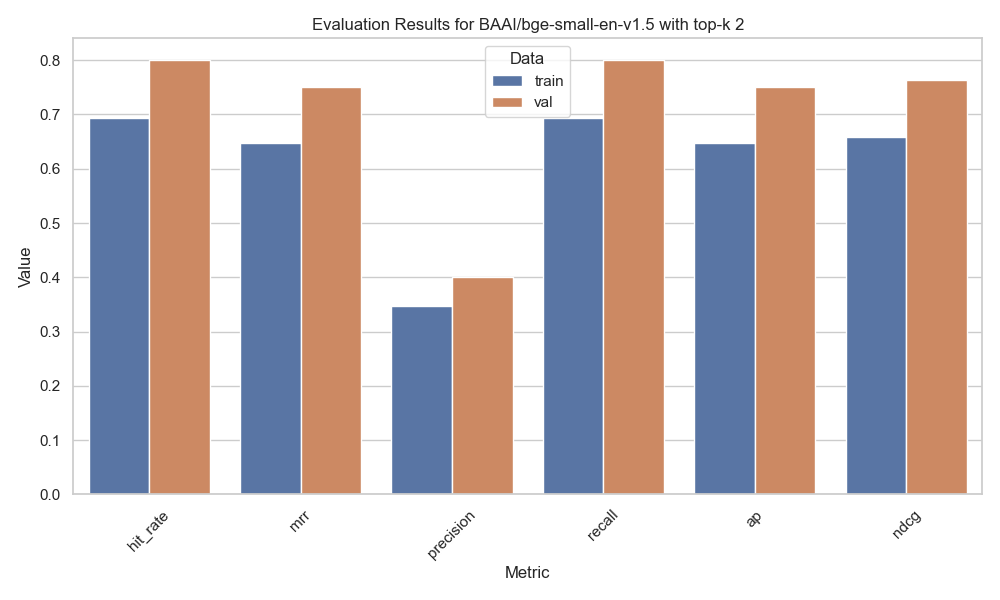 Evaluation Results for BAAI/bge-small-en-v1.5 with top-k 2
Data
train
val
0.8
0.7
0.6
0.5
0.4
0.3
0.2
0.1
0.0
Value
hit_rate
mrr
precision
recall
ap
ndcg
Metric